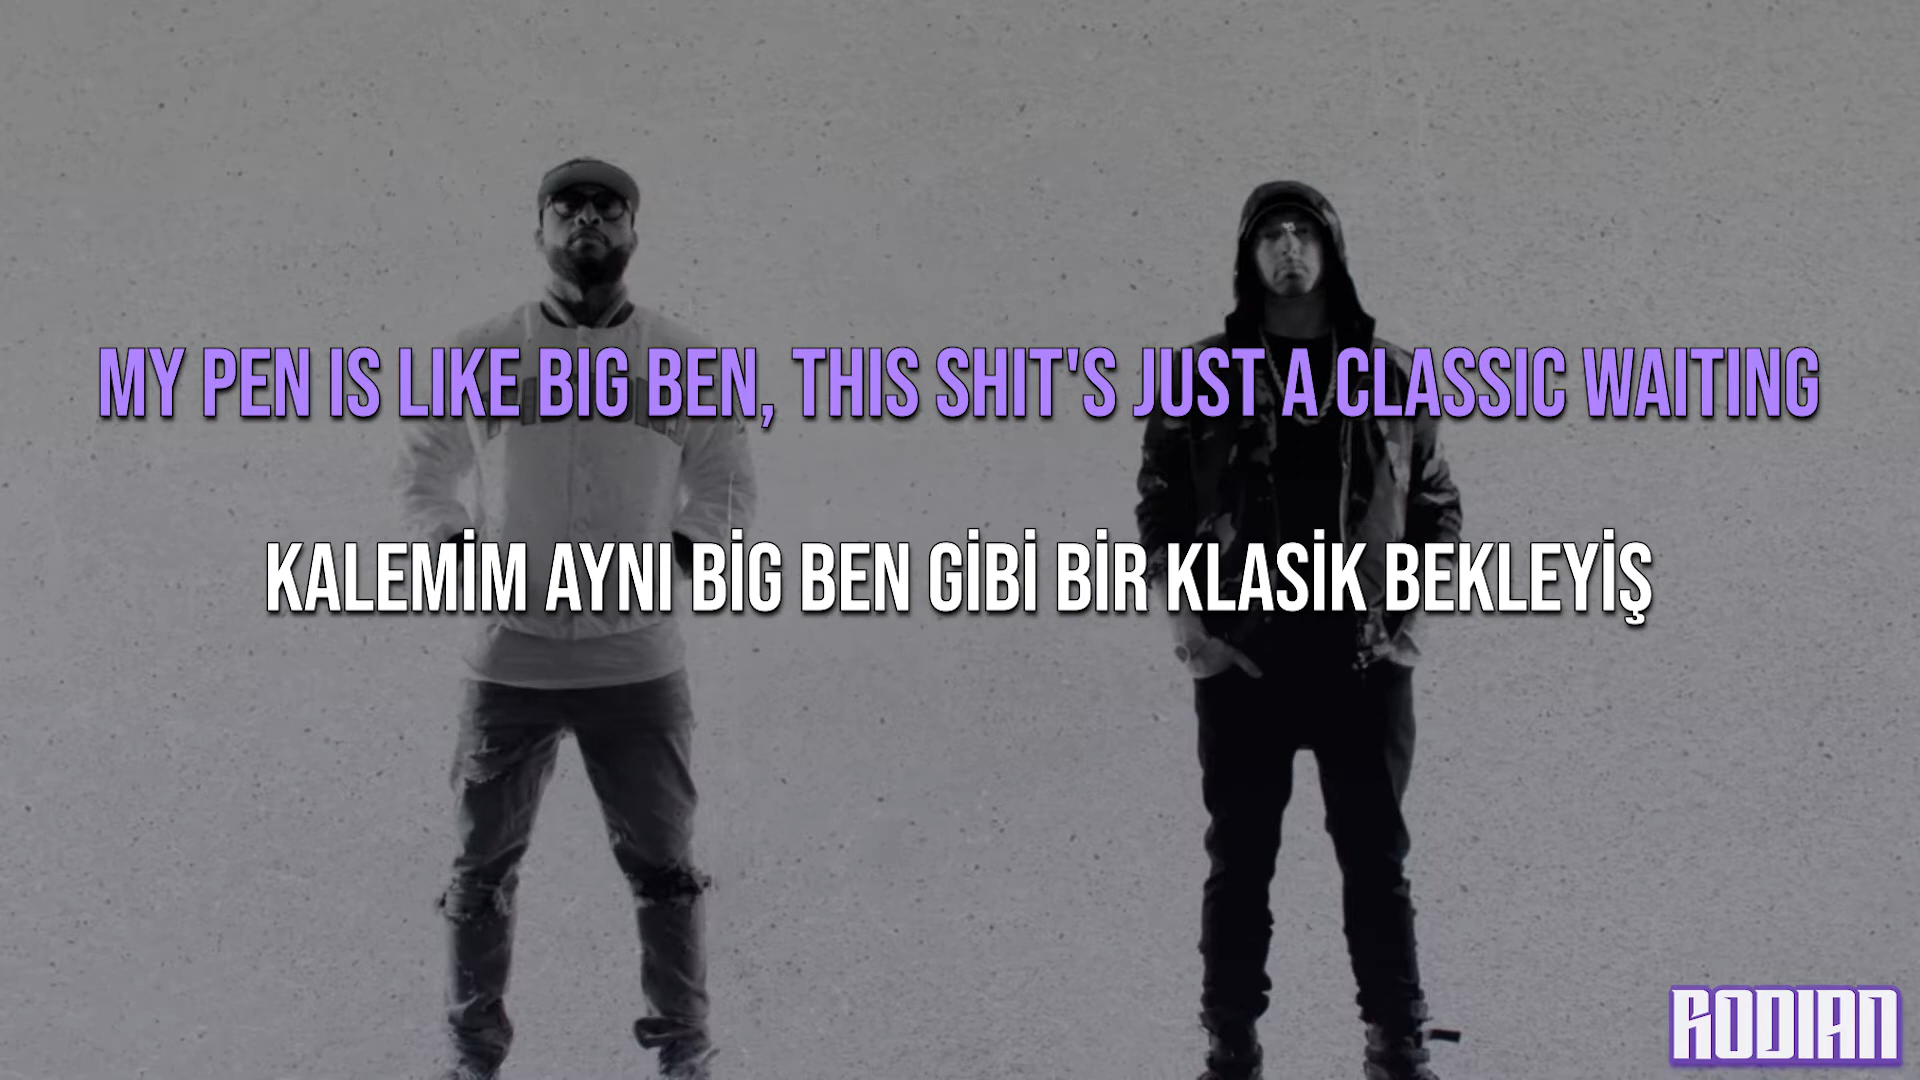 MY PEN IS LIKE BIG BEN, THIS SHIT'S JUST A CLASSIC WAITING
KALEMİM AYNI BİG BEN GİBİ BİR KLASİK BEKLEYİŞ
RODIAN